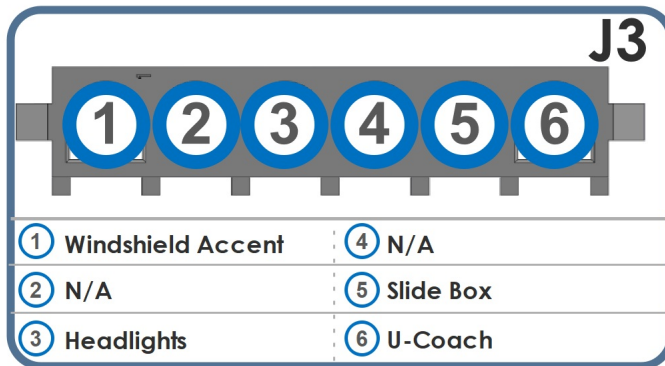 J3
1 2 3 4 5 6
1 Windshield Accent
4 N/A
2 N/A
5 Slide Box
3 Headlights
6 U-Coach